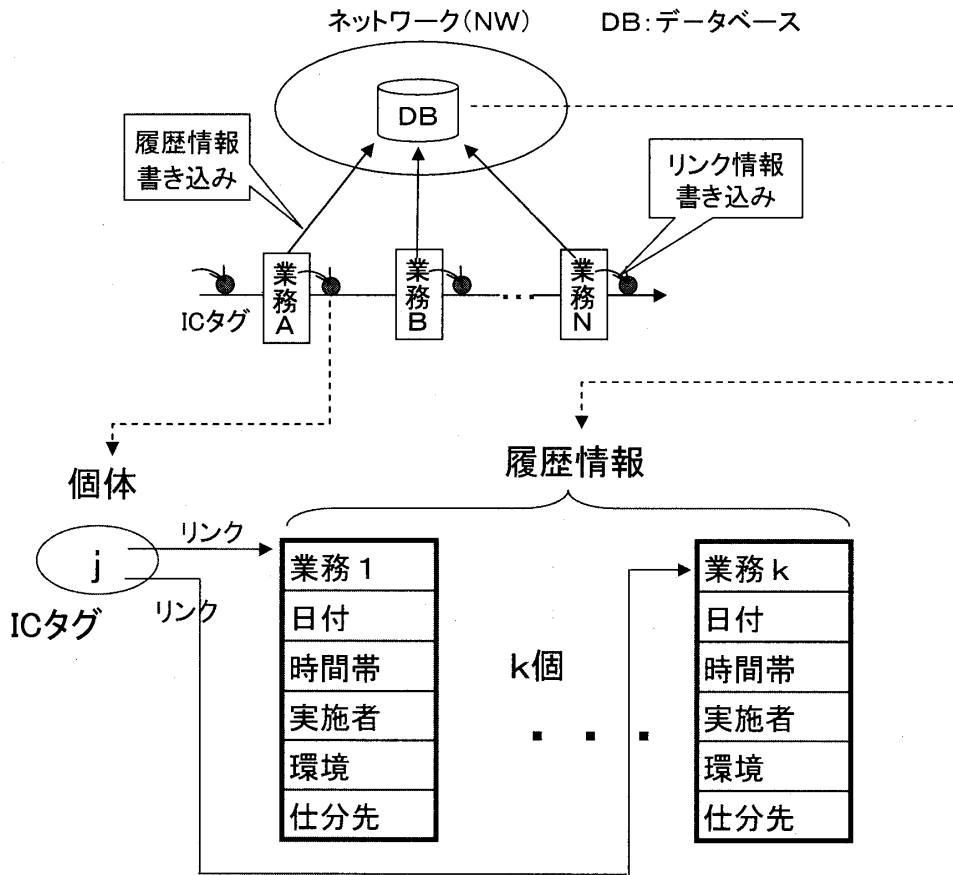 ネットワーク(NW)
DB:データベース
DB
履歴情報
書き込み
リンク情報
書き込み
業務A
業務B
業務N
ICタグ
個体
履歴情報
j
リンク
リンク
ICタグ
業務1
日付
時間帯
実施者
環境
仕分先
k個
業務k
日付
時間帯
実施者
環境
仕分先